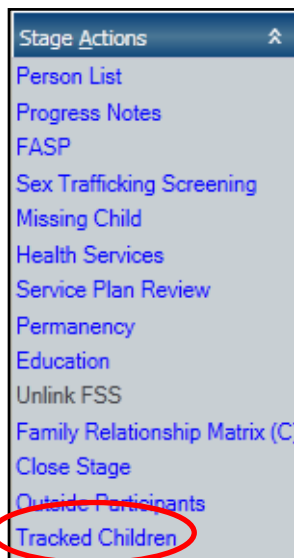 Stage Actions
Person List
Progress Notes
FASP
Sex Trafficking Screening
Missing Child
Health Services
Service Plan Review
Permanency
Education
Unlink FSS
Family Relationship Matrix (C)
Close Stage
Outside Participants
Tracked Children